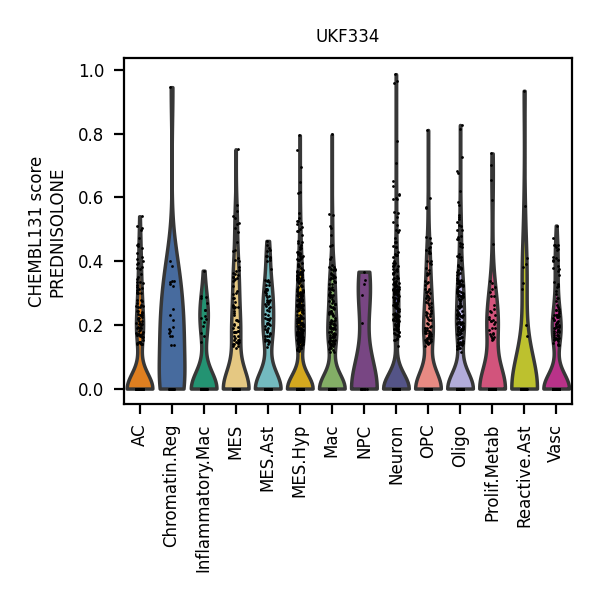 UKF334
CHEMBL131 score
PREDNISOLONE
1.0
0.8
0.6
0.4
0.2
0.0
AC
Chromatin.Reg
Inflammatory.Mac
MES
MES.Ast
MES.Hyp
Mac
NPC
Neuron
OPC
Oligo
Prolif.Metab
Reactive.Ast
Vasc